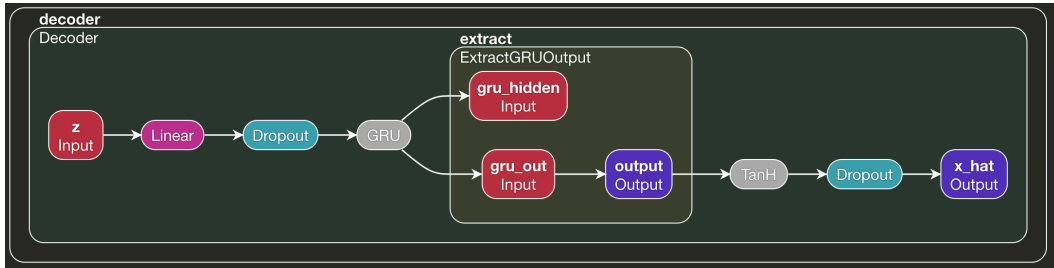 decoder
Decoder
extract
ExtractGRUOutput
gru_hidden
Input
z
Input
Linear
Dropout
GRU
gru_out
Input
output
Output
TanH
Dropout
x_hat
Output